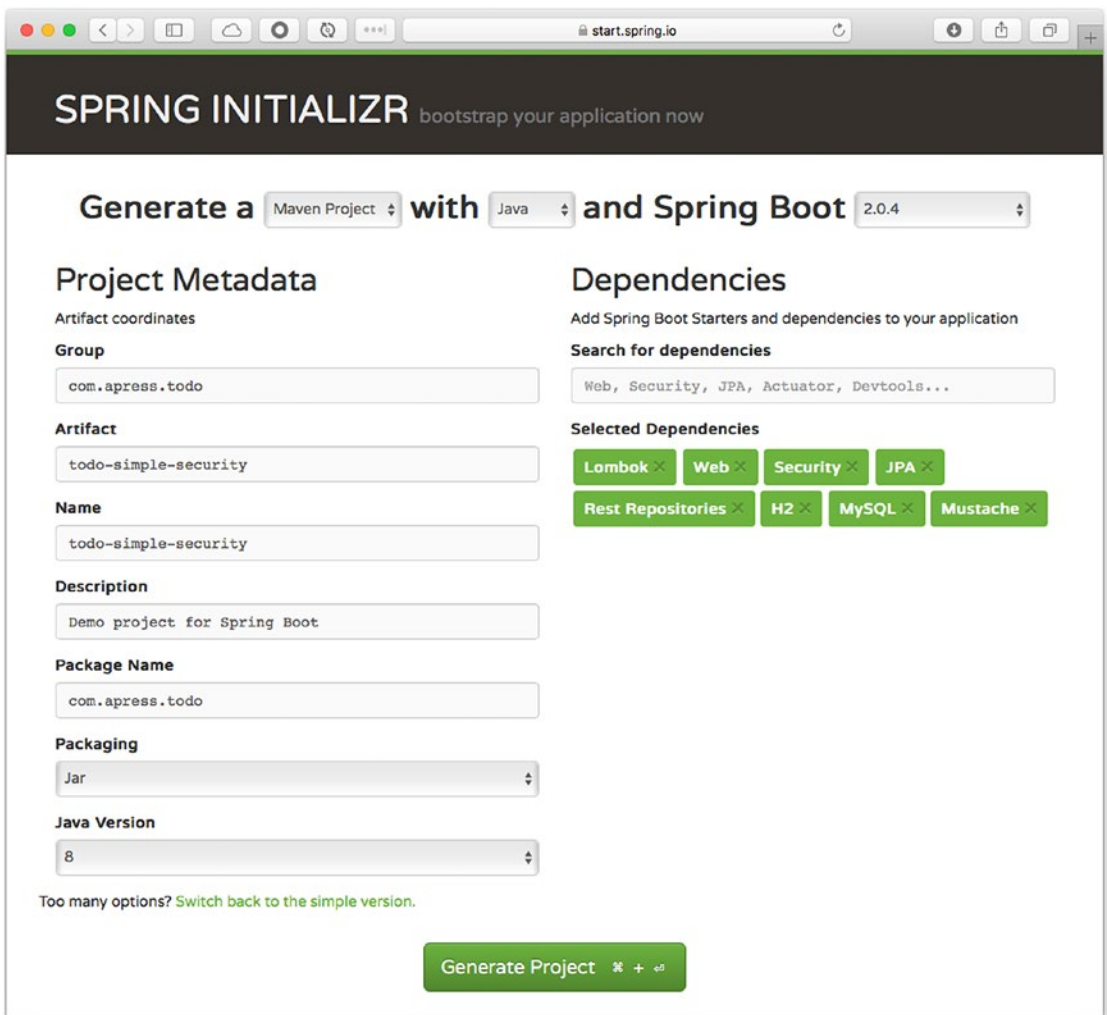 start.spring.io
SPRING INITIALIZR bootstrap your application now
Generate a Maven Project with Java and Spring Boot 2.0.4
Project Metadata
Artifact coordinates
Group
com.apress.todo
Artifact
todo-simple-security
Name
todo-simple-security
Description
Demo project for Spring Boot
Package Name
com.apress.todo
Packaging
Jar
Java Version
8
Too many options? Switch back to the simple version.
Dependencies
Add Spring Boot Starters and dependencies to your application
Search for dependencies
Web, Security, JPA, Actuator, Devtools...
Selected Dependencies
Lombok × Web × Security × JPA ×
Rest Repositories × H2 × MySQL × Mustache ×
Generate Project ⌘ + ⏎